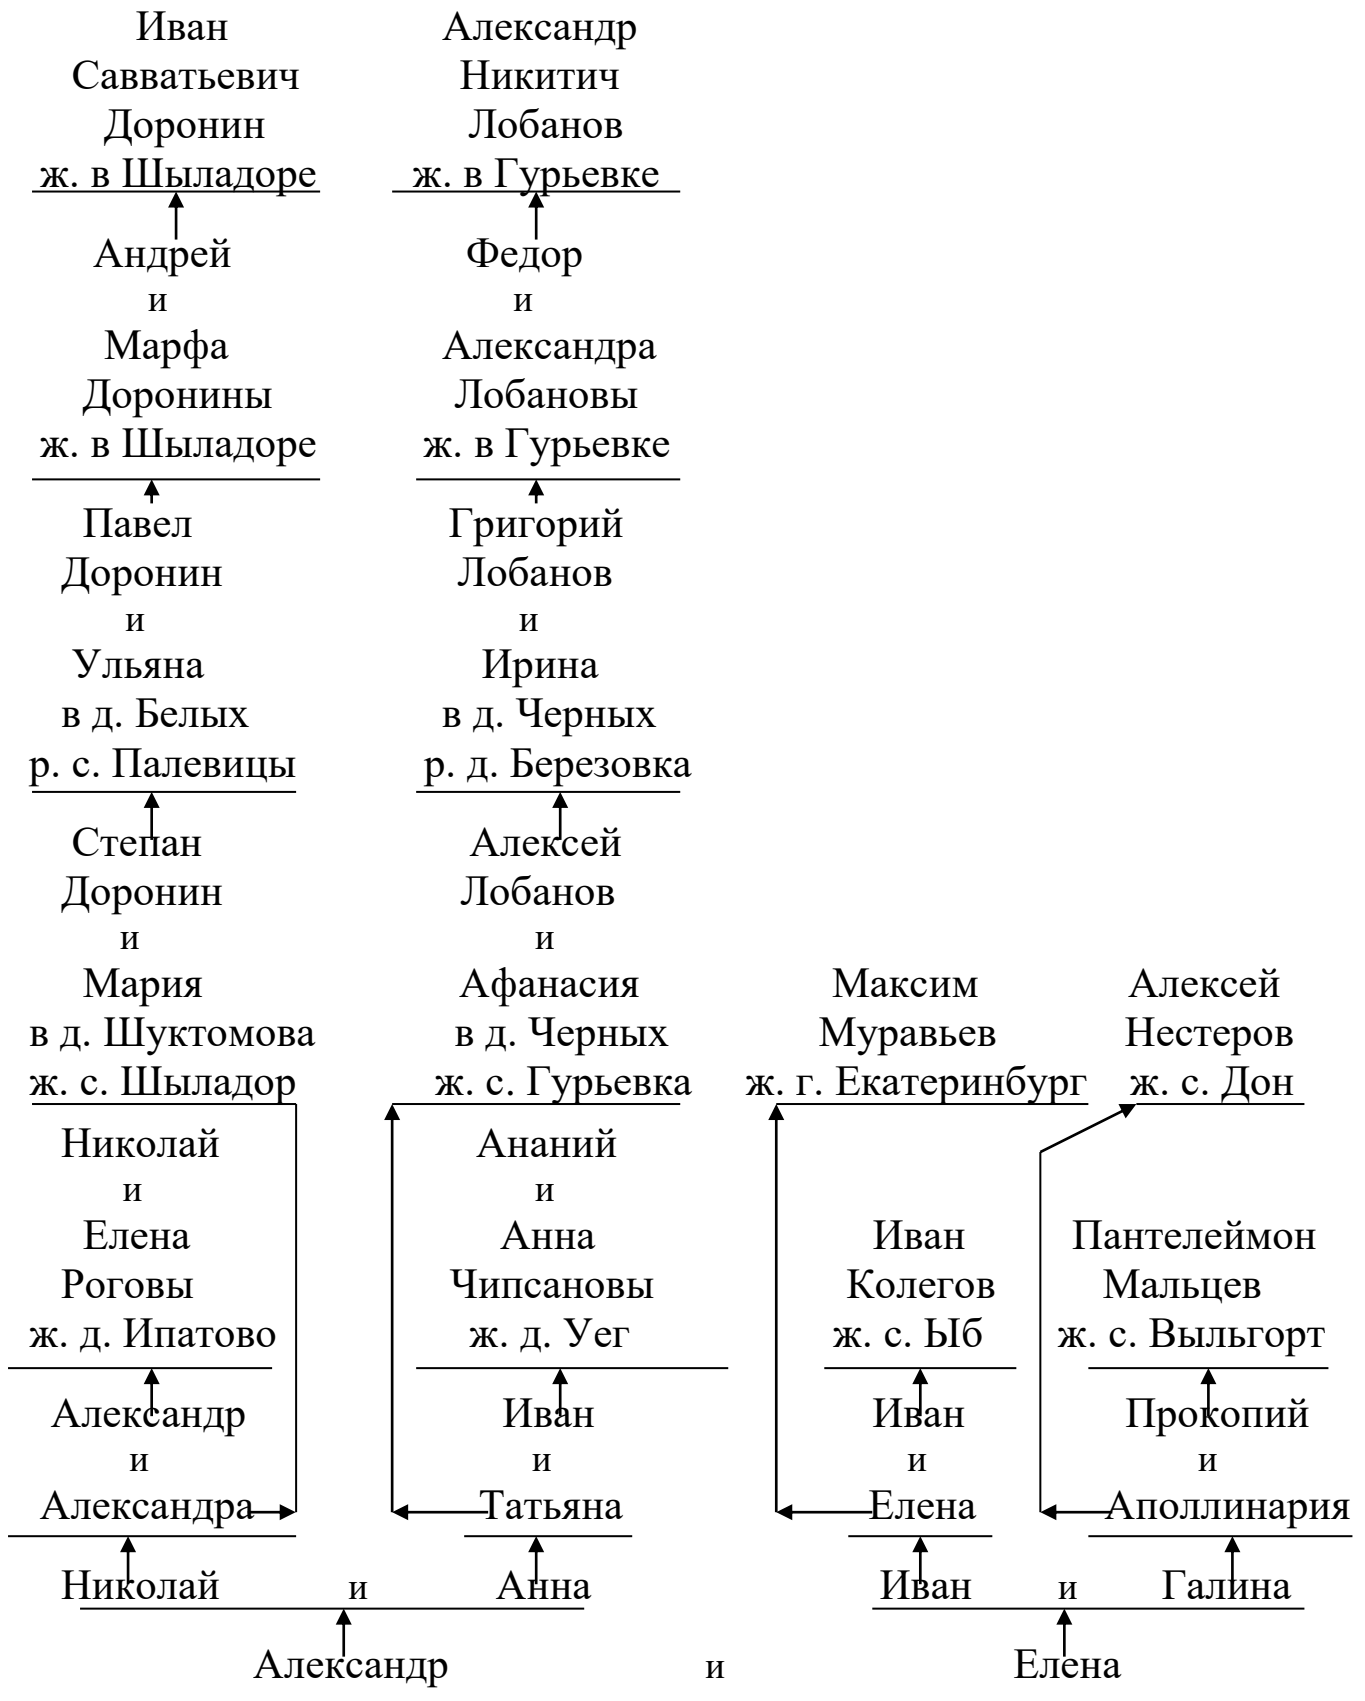 Иван
Савватьевич
Доронин
ж. в Шыладоре
Александр
Никитич
Лобанов
ж. в Гурьевке
Андрей
и
Марфа
Доронины
ж. в Шыладоре
Федор
и
Александра
Лобановы
ж. в Гурьевке
Павел
Доронин
и
Ульяна
в д. Белых
р. с. Палевицы
Григорий
Лобанов
и
Ирина
в д. Черных
р. д. Березовка
Степан
Доронин
и
Мария
в д. Шуктомова
ж. с. Шыладор
Алексей
Лобанов
и
Афанасия
в д. Черных
ж. с. Гурьевка
Максим
Муравьев
ж. г. Екатеринбург
Алексей
Нестеров
ж. с. Дон
Николай
и
Елена
Роговы
ж. д. Ипатово
Ананий
и
Анна
Чипсановы
ж. д. Уег
Иван
Колегов
ж. с. Ыб
Пантелеймон
Мальцев
ж. с. Выльгорт
Александр
и
Александра
Иван
и
Татьяна
Иван
и
Елена
Прокопий
и
Аполлинария
Николай и Анна
Иван и Галина
Александр и Елена